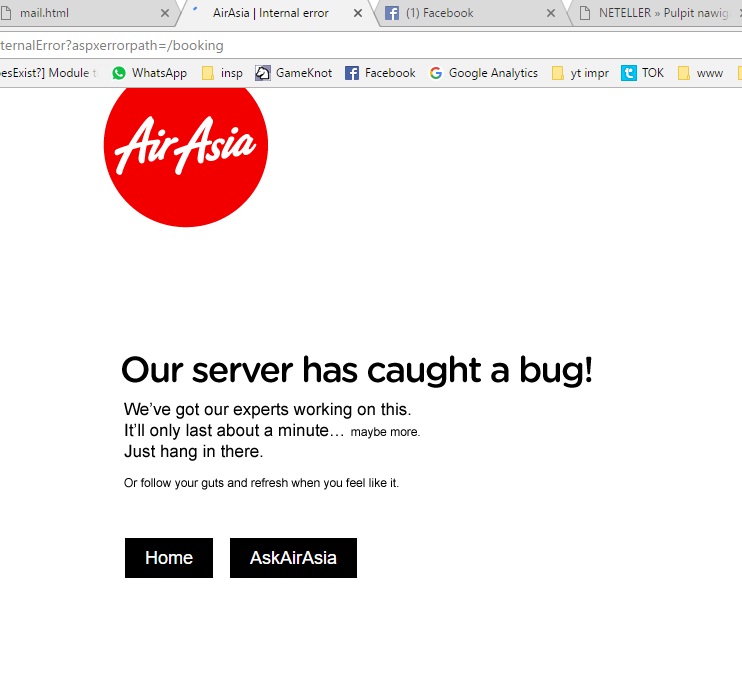 mail.html
AirAsia | Internal error
(1) Facebook
NETELLER » Pulpit nawig
ternalError?aspxerrorpath=/booking
esExist?] Module t
WhatsApp
insp
GameKnot
Facebook
Google Analytics
yt impr
TOK
www
AirAsia
Our server has caught a bug!
We've got our experts working on this.
It'll only last about a minute... maybe more.
Just hang in there.
Or follow your guts and refresh when you feel like it.
Home
AskAirAsia